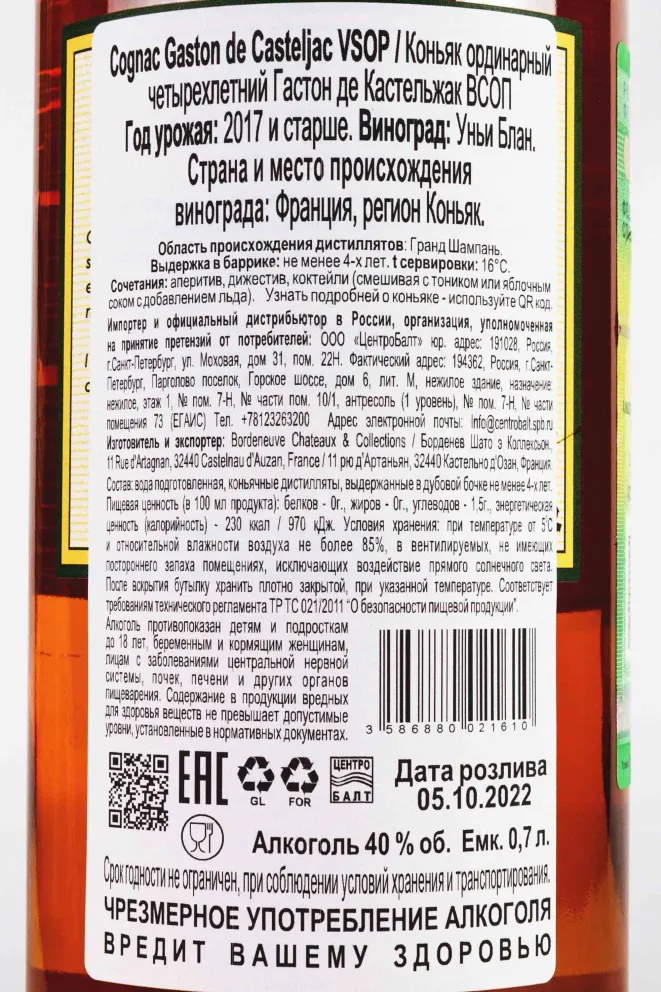 Cognac Gaston de Casteljac VSOP / Коньяк ординарный
четырехлетний Гастон де Кастельжак ВСОП
Год урожая: 2017 и старше. Виноград: Уньи Блан.
Страна и место происхождения
винограда: Франция, регион Коньяк.
Область происхождения дистиллятов: Гранд Шампань.
Выдержка в баррике: не менее 4-х лет. t сервировки: 16°С.
Сочетания: аперитив, дижестив, коктейли (смешивая с тоником или яблочным
соком с добавлением льда). Узнать подробней о коньяке - используйте QR код.
Импортер и официальный дистрибьютор в России, организация, уполномоченная
на принятие претензий от потребителей: ООО «ЦентроБалт» юр. адрес: 191028, Россия,
г.Санкт-Петербург, ул. Моховая, дом 31, пом. 22Н. Фактический адрес: 194362, Россия, г.Санкт-
Петербург, Парголово поселок, Горское шоссе, дом 6, лит. М, нежилое здание, назначение:
нежилое, этаж 1, № пом. 7-Н, № части пом. 10/1, антресоль (1 уровень), № пом. 7-Н, № части
помещения 73 (ЕГАИС) Тел. +78123263200 Адрес электронной почты: Info@centrobalt.spb.ru
Изготовитель и экспортер: Bordeneuve Chateaux & Collections / Борденев Шато э Коллексьон,
11 Rue d'Artagnan, 32440 Castelnau d'Auzan, France / 11 рю д'Артаньян, 32440 Кастельно д'Озан, Франция.
Состав: вода подготовленная, коньячные дистилляты, выдержанные в дубовой бочке не менее 4-х лет.
Пищевая ценность (в 100 мл продукта): белков - 0г., жиров - 0г., углеводов - 1.5г., энергетическая
ценность (калорийность) - 230 ккал / 970 кДж. Условия хранения: при температуре от 5°С
и относительной влажности воздуха не более 85%, в вентилируемых, не имеющих
постороннего запаха помещениях, исключающих воздействие прямого солнечного света.
После вскрытия бутылку хранить плотно закрытой, при указанной температуре. Соответствует
требованиям технического регламента ТР ТС 021/2011 "О безопасности пищевой продукции".
Алкоголь противопоказан детям и подросткам
до 18 лет, беременным и кормящим женщинам,
лицам с заболеваниями центральной нервной
системы, почек, печени и других органов
пищеварения. Содержание в продукции вредных
для здоровья веществ не превышает допустимые
уровни, установленные в нормативных документах.
3 586880 021610
ЕАС
GL
FOR
ЦЕНТРО
БАЛТ
Дата розлива
05.10.2022
Алкоголь 40 % об. Емк. 0,7 л.
Срок годности не ограничен, при соблюдении условий хранения и транспортирования.
ЧРЕЗМЕРНОЕ УПОТРЕБЛЕНИЕ АЛКОГОЛЯ
ВРЕДИТ ВАШЕМУ ЗДОРОВЬЮ